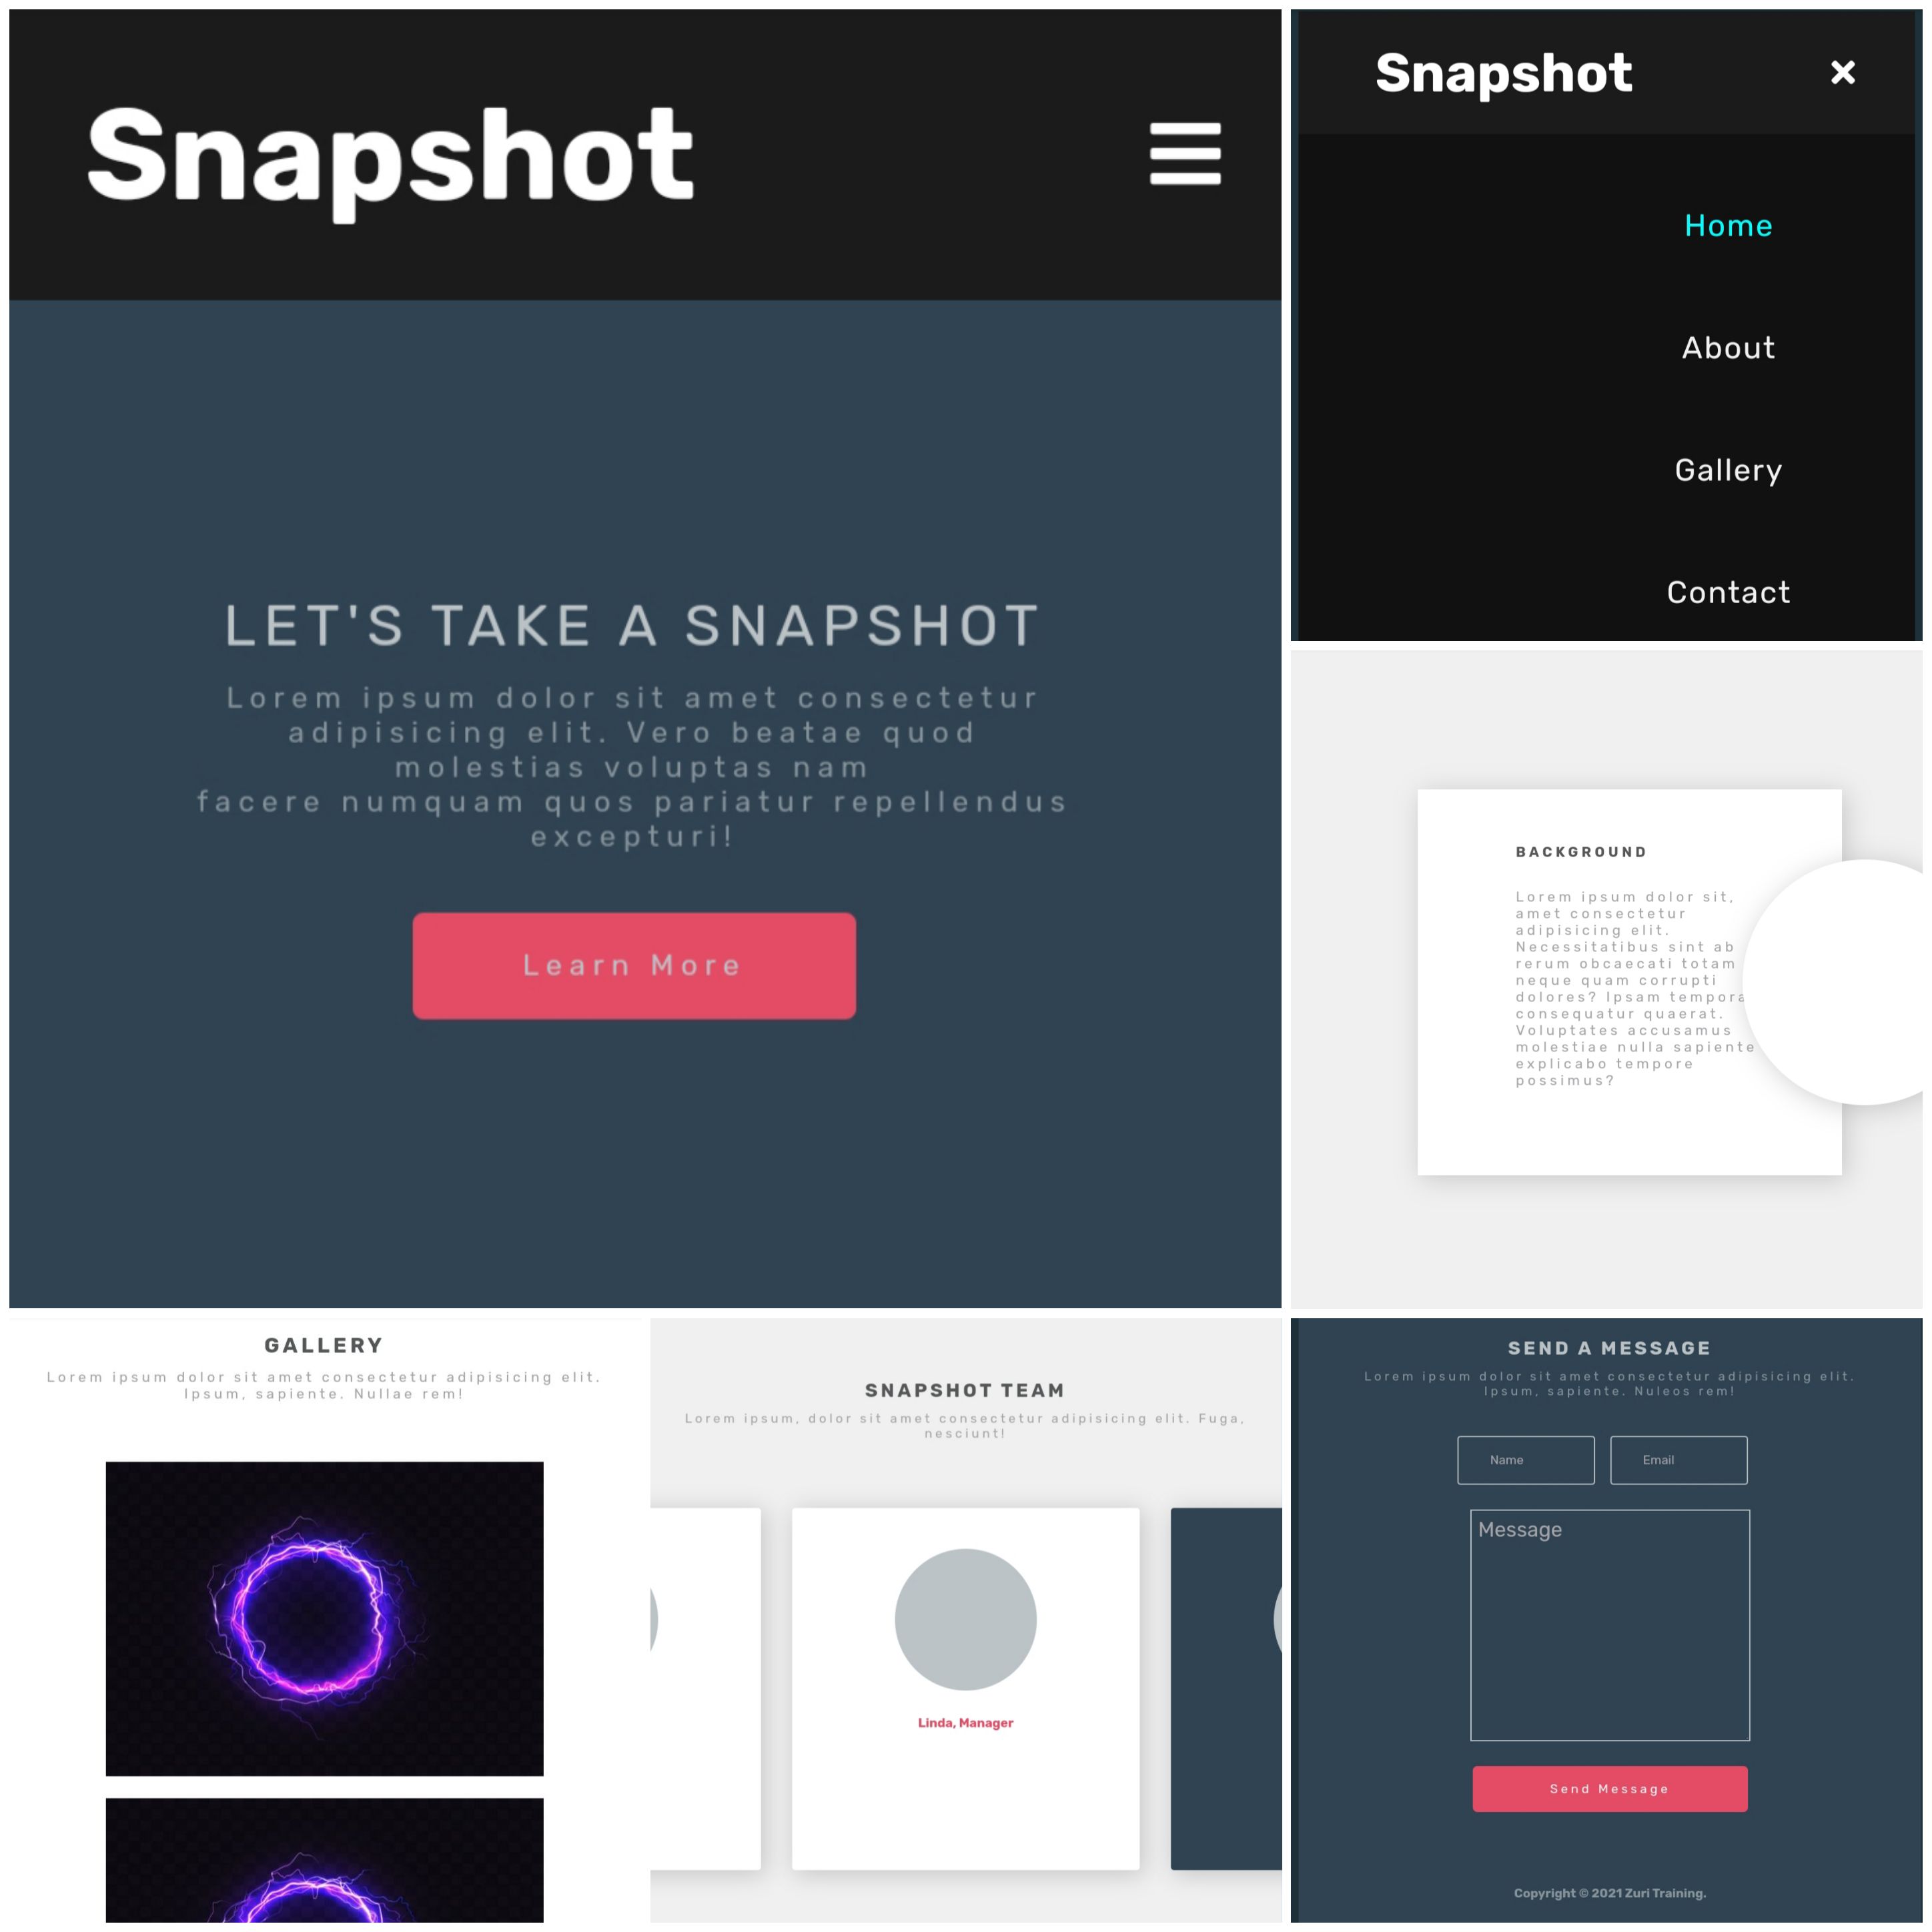 Snapshot
LET'S TAKE A SNAPSHOT
Lorem ipsum dolor sit amet consectetur
adipisicing elit. Vero beatae quod
molestias voluptas nam
facere numquam quos pariatur repellendus
excepturi!
Learn More
Snapshot
Home
About
Gallery
Contact
BACKGROUND
Lorem ipsum dolor sit,
amet consectetur
adipisicing elit.
Necessitatibus sint ab
rerum obcaecati totam
neque quam corrupti
dolores? Ipsam tempora
consequatur quaerat.
Voluptates accusamus
molestiae nulla sapiente
explicabo tempore
possimus?
GALLERY
Lorem ipsum dolor sit amet consectetur adipisicing elit.
Ipsum, sapiente. Nullae rem!
SNAPSHOT TEAM
Lorem ipsum, dolor sit amet consectetur adipisicing elit. Fuga,
nesciunt!
Linda, Manager
SEND A MESSAGE
Lorem ipsum dolor sit amet consectetur adipisicing elit.
Ipsum, sapiente. Nuleos rem!
Name Email
Message
Send Message
Copyright © 2021 Zuri Training.